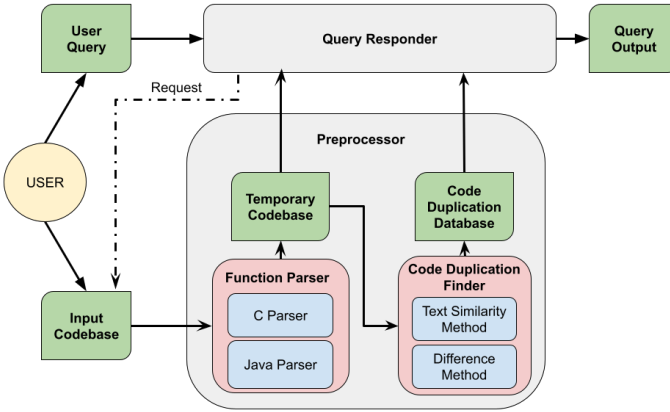 User
Query
Query Responder
Query
Output
Request
Preprocessor
USER
Temporary
Codebase
Code
Duplication
Database
Function Parser
Code Duplication
Finder
Input
Codebase
C Parser
Text Similarity
Method
Java Parser
Difference
Method